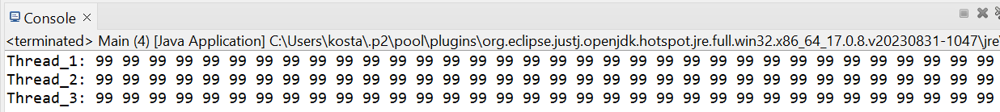 Console
<terminated> Main (4) [Java Application] C:\Users\kosta\.p2\pool\plugins\org.eclipse.justj.openjdk.hotspot.jre.full.win32.x86_64_17.0.8.v20230831-1047\jre\
Thread_1: 99 99 99 99 99 99 99 99 99 99 99 99 99 99 99 99 99 99 99 99 99 99 99 99 99 99 99 99 99 99 99 99 99 99
Thread_2: 99 99 99 99 99 99 99 99 99 99 99 99 99 99 99 99 99 99 99 99 99 99 99 99 99 99 99 99 99 99 99 99 99 99
Thread_3: 99 99 99 99 99 99 99 99 99 99 99 99 99 99 99 99 99 99 99 99 99 99 99 99 99 99 99 99 99 99 99 99 99 99